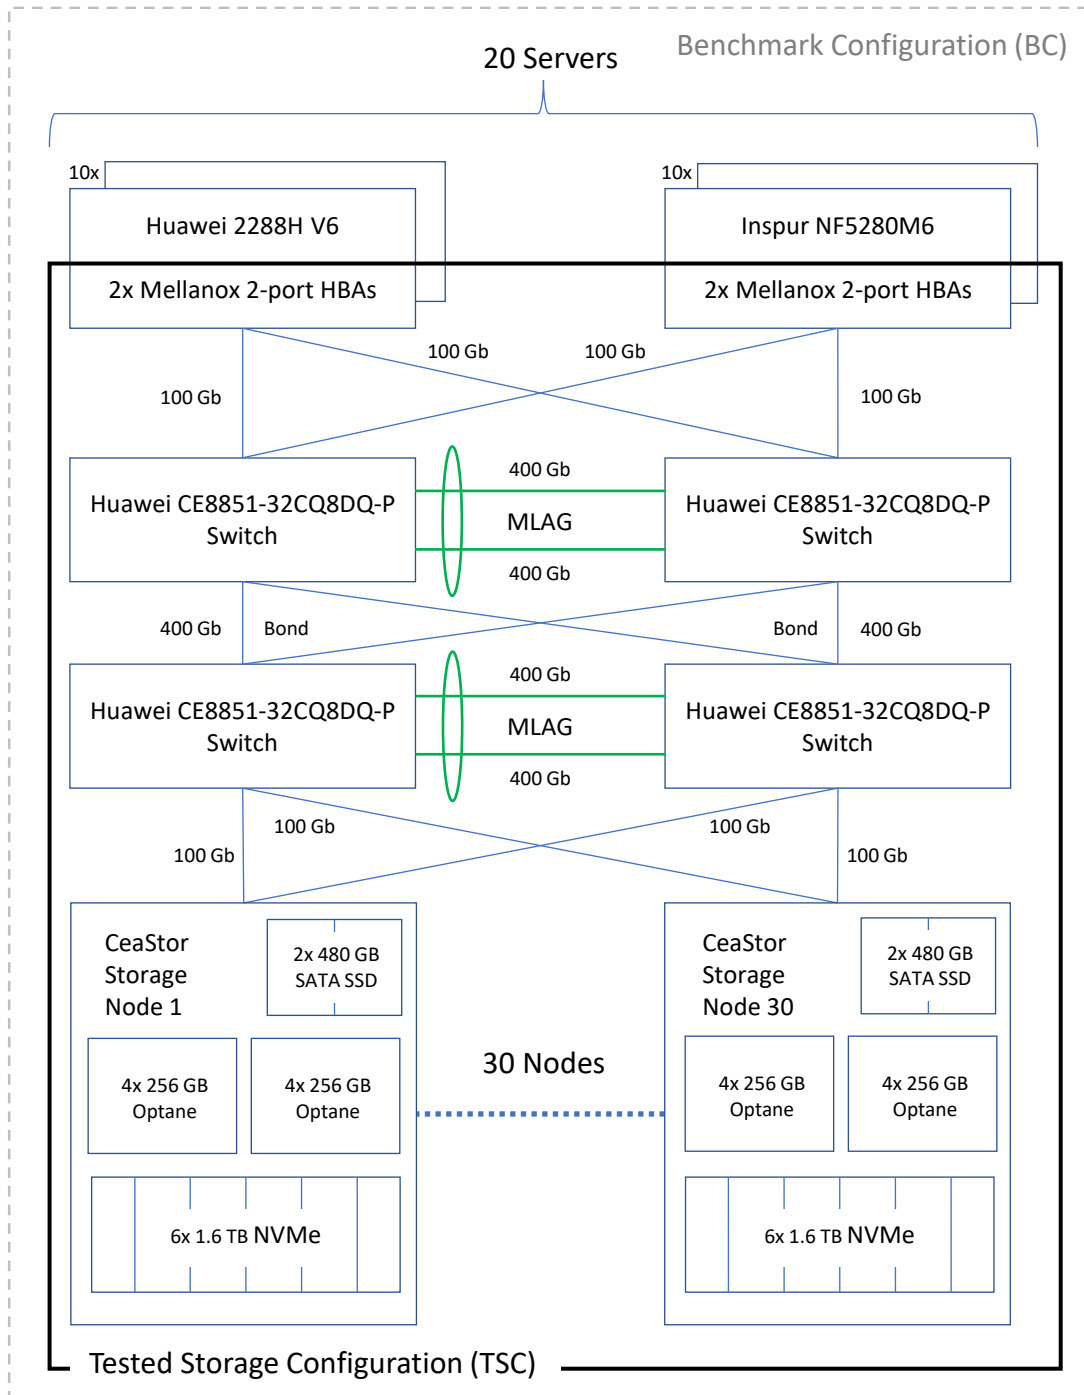 Benchmark Configuration (BC)
20 Servers
10x
10x
Huawei 2288H V6
Inspur NF5280M6
2x Mellanox 2-port HBAs
2x Mellanox 2-port HBAs
100 Gb
100 Gb
100 Gb
100 Gb
Huawei CE8851-32CQ8DQ-P
Switch
400 Gb
MLAG
400 Gb
Huawei CE8851-32CQ8DQ-P
Switch
400 Gb
Bond
Bond
400 Gb
Huawei CE8851-32CQ8DQ-P
Switch
400 Gb
MLAG
400 Gb
Huawei CE8851-32CQ8DQ-P
Switch
100 Gb
100 Gb
100 Gb
100 Gb
CeaStor
Storage
Node 1
2x 480 GB
SATA SSD
4x 256 GB
Optane
4x 256 GB
Optane
6x 1.6 TB NVMe
30 Nodes
CeaStor
Storage
Node 30
2x 480 GB
SATA SSD
4x 256 GB
Optane
4x 256 GB
Optane
6x 1.6 TB NVMe
Tested Storage Configuration (TSC)